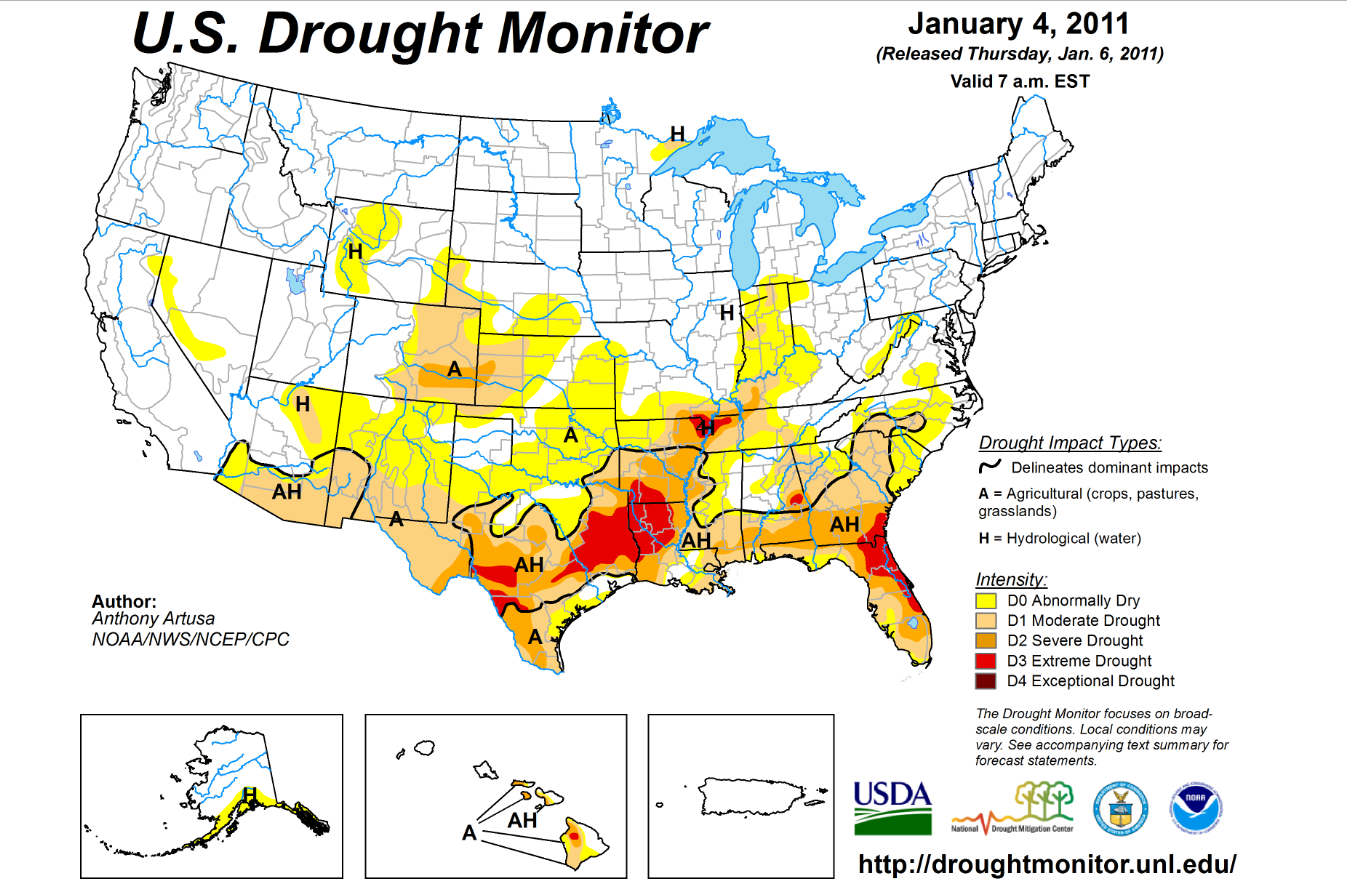 U.S. Drought Monitor
January 4, 2011
(Released Thursday, Jan. 6, 2011)
Valid 7 a.m. EST
H
H
H
A
H
H
A
AH
A
AH
AH
AH
A
H
Drought Impact Types:
Delineates dominant impacts
A = Agricultural (crops, pastures,
grasslands)
H = Hydrological (water)
Intensity:
D0 Abnormally Dry
D1 Moderate Drought
D2 Severe Drought
D3 Extreme Drought
D4 Exceptional Drought
Author:
Anthony Artusa
NOAA/NWS/NCEP/CPC
H
A
AH
The Drought Monitor focuses on broad-
scale conditions. Local conditions may
vary. See accompanying text summary for
forecast statements.
USDA
National Drought Mitigation Center
NOAA
http://droughtmonitor.unl.edu/